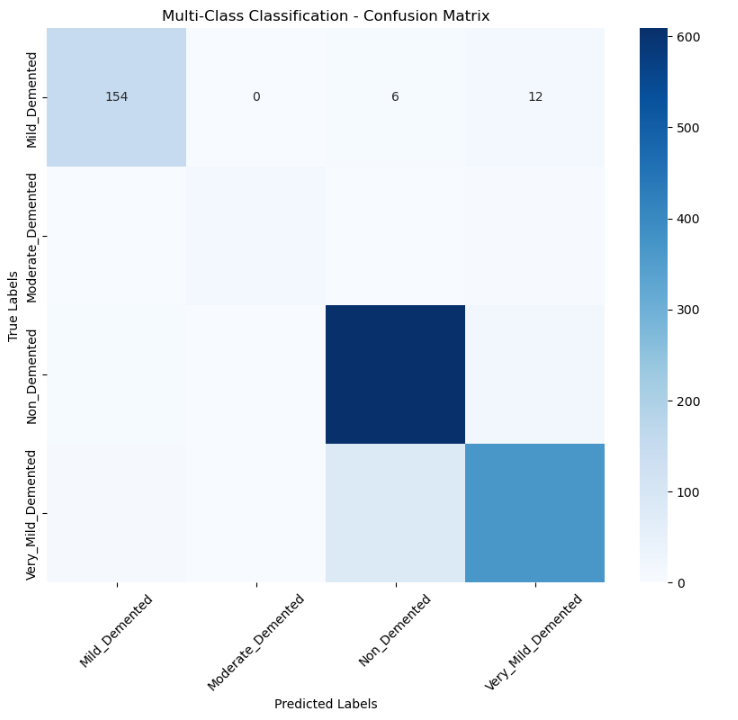 Multi-Class Classification - Confusion Matrix
Mild_Demented
154 0 6 12
Moderate_Demented
Non_Demented
Very_Mild_Demented
True Labels
600
500
400
300
200
100
0
Mild_Demented
Moderate_Demented
Non_Demented
Very_Mild_Demented
Predicted Labels